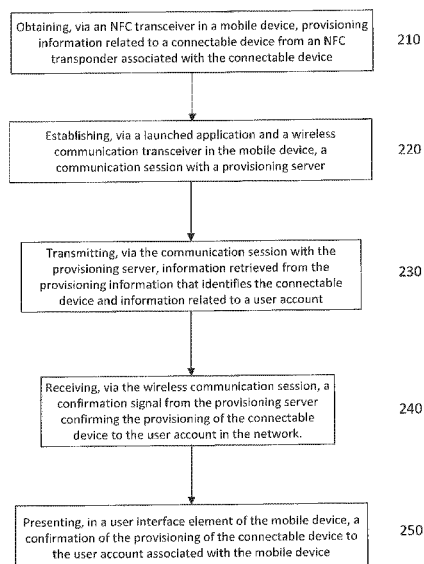 Obtaining, via an NFC transceiver in a mobile device, provisioning
information related to a connectable device from an NFC
transponder associated with the connectable device
210
Establishing, via a launched application and a wireless
communication transceiver in the mobile device, a
communication session with a provisioning server
220
Transmitting, via the communication session with the
provisioning server, information retrieved from the
provisioning information that identifies the connectable
device and information related to a user account
230
Receiving, via the wireless communication session, a
confirmation signal from the provisioning server
confirming the provisioning of the connectable
device to the user account in the network.
240
Presenting, in a user interface element of the mobile device, a
confirmation of the provisioning of the connectable device to
the user account associated with the mobile device
250